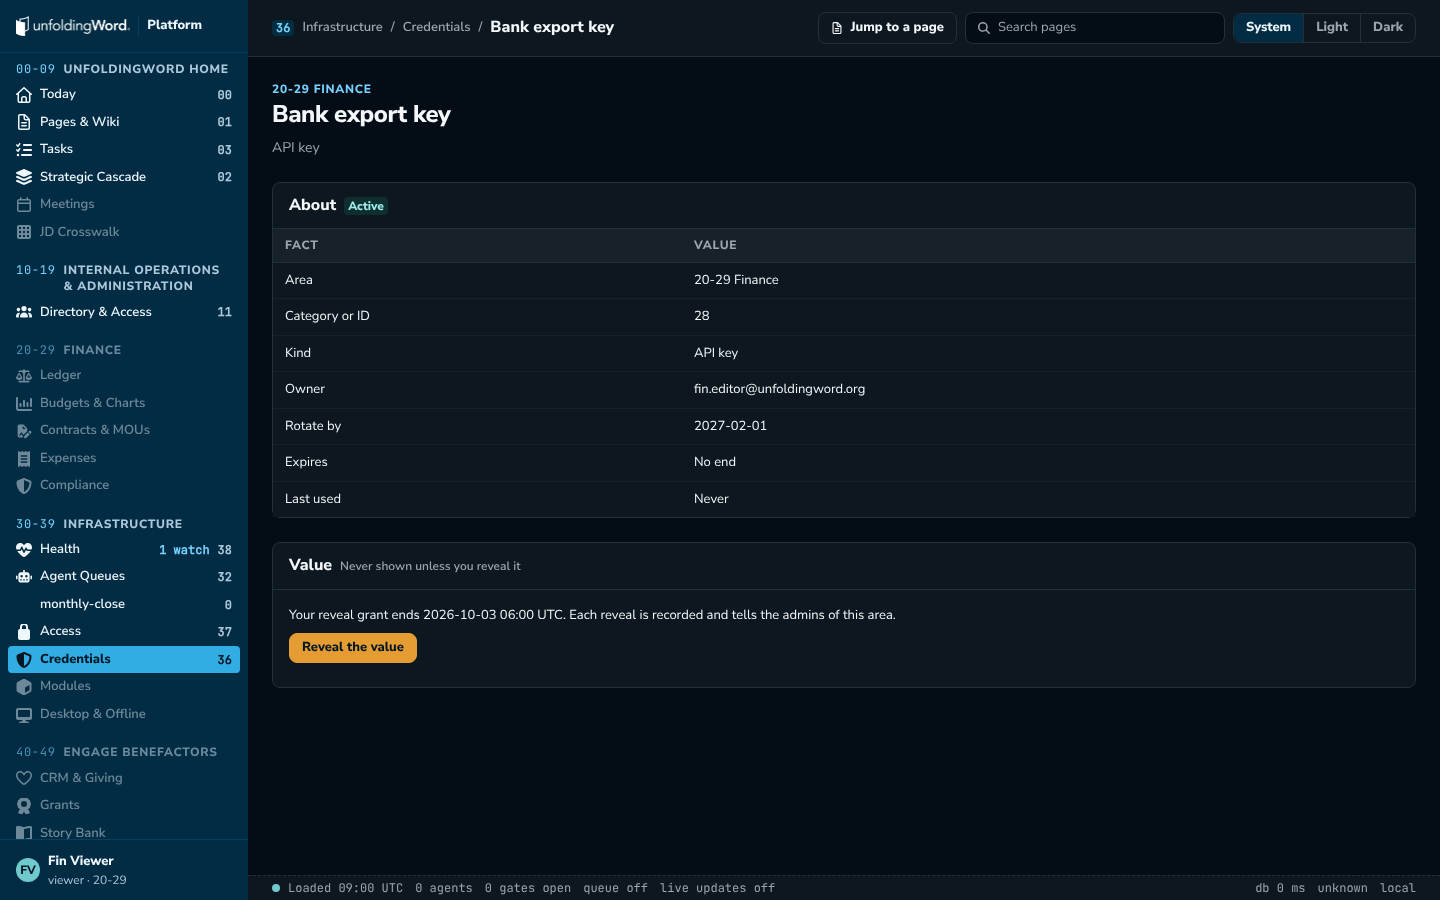 unfoldingWord. Platform
00-09 UNFOLDINGWORD HOME
Today 00
Pages & Wiki 01
Tasks 03
Strategic Cascade 02
Meetings
JD Crosswalk
10-19 INTERNAL OPERATIONS
& ADMINISTRATION
Directory & Access 11
20-29 FINANCE
Ledger
Budgets & Charts
Contracts & MOUs
Expenses
Compliance
30-39 INFRASTRUCTURE
Health 1 watch 38
Agent Queues 32
monthly-close 0
Access 37
Credentials 36
Modules
Desktop & Offline
40-49 ENGAGE BENEFACTORS
CRM & Giving
Grants
Story Bank
FV Fin Viewer
viewer · 20-29
36 Infrastructure / Credentials / Bank export key
Jump to a page
Search pages
System Light Dark
20-29 FINANCE
Bank export key
API key
About Active
FACT VALUE
Area 20-29 Finance
Category or ID 28
Kind API key
Owner fin.editor@unfoldingword.org
Rotate by 2027-02-01
Expires No end
Last used Never
Value Never shown unless you reveal it
Your reveal grant ends 2026-10-03 06:00 UTC. Each reveal is recorded and tells the admins of this area.
Reveal the value
Loaded 09:00 UTC 0 agents 0 gates open queue off live updates off db 0 ms unknown local